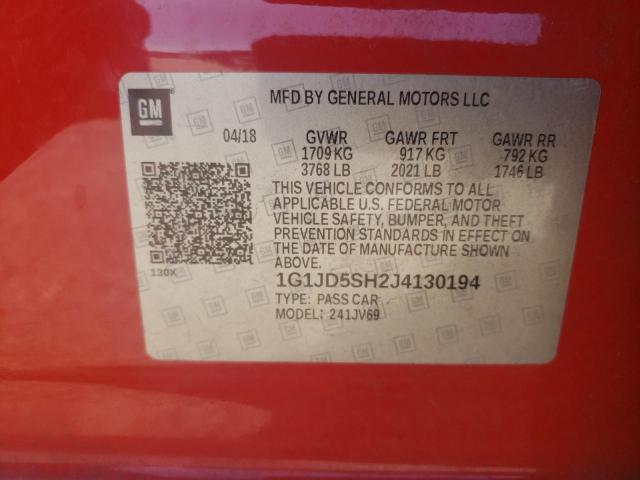 GM
MFD BY GENERAL MOTORS LLC
04/18 GVWR GAWR FRT GAWR RR
1709 KG 917 KG 792 KG
3768 LB 2021 LB 1746 LB
THIS VEHICLE CONFORMS TO ALL
APPLICABLE U.S. FEDERAL MOTOR
VEHICLE SAFETY, BUMPER, AND THEFT
PREVENTION STANDARDS IN EFFECT ON
THE DATE OF MANUFACTURE SHOWN
ABOVE.
130X
1G1JD5SH2J4130194
TYPE: PASS CAR
MODEL: 241JV69